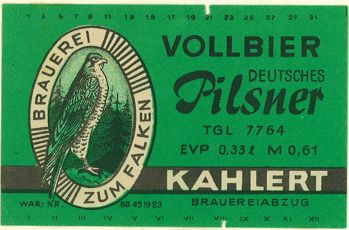 1 3 5 7 9 11 13 15 17 19 21 23 25 27 29 31
BRAUEREI
ZUM FALKEN
VOLLBIER
DEUTSCHES
Pilsner
TGL 7764
EVP 0,33 ℓ M 0,61
KAHLERT
BRAUEREIABZUG
WAR.-NR. 68 45 19 23
I II III IV V VI VII VIII IX X XI XII